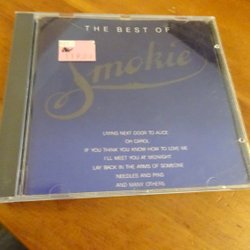 THE BEST OF
Smokie
LIVING NEXT DOOR TO ALICE
OH CAROL
IF YOU THINK YOU KNOW HOW TO LOVE ME
I'LL MEET YOU AT MIDNIGHT
LAY BACK IN THE ARMS OF SOMEONE
NEEDLES AND PINS
AND MANY OTHERS